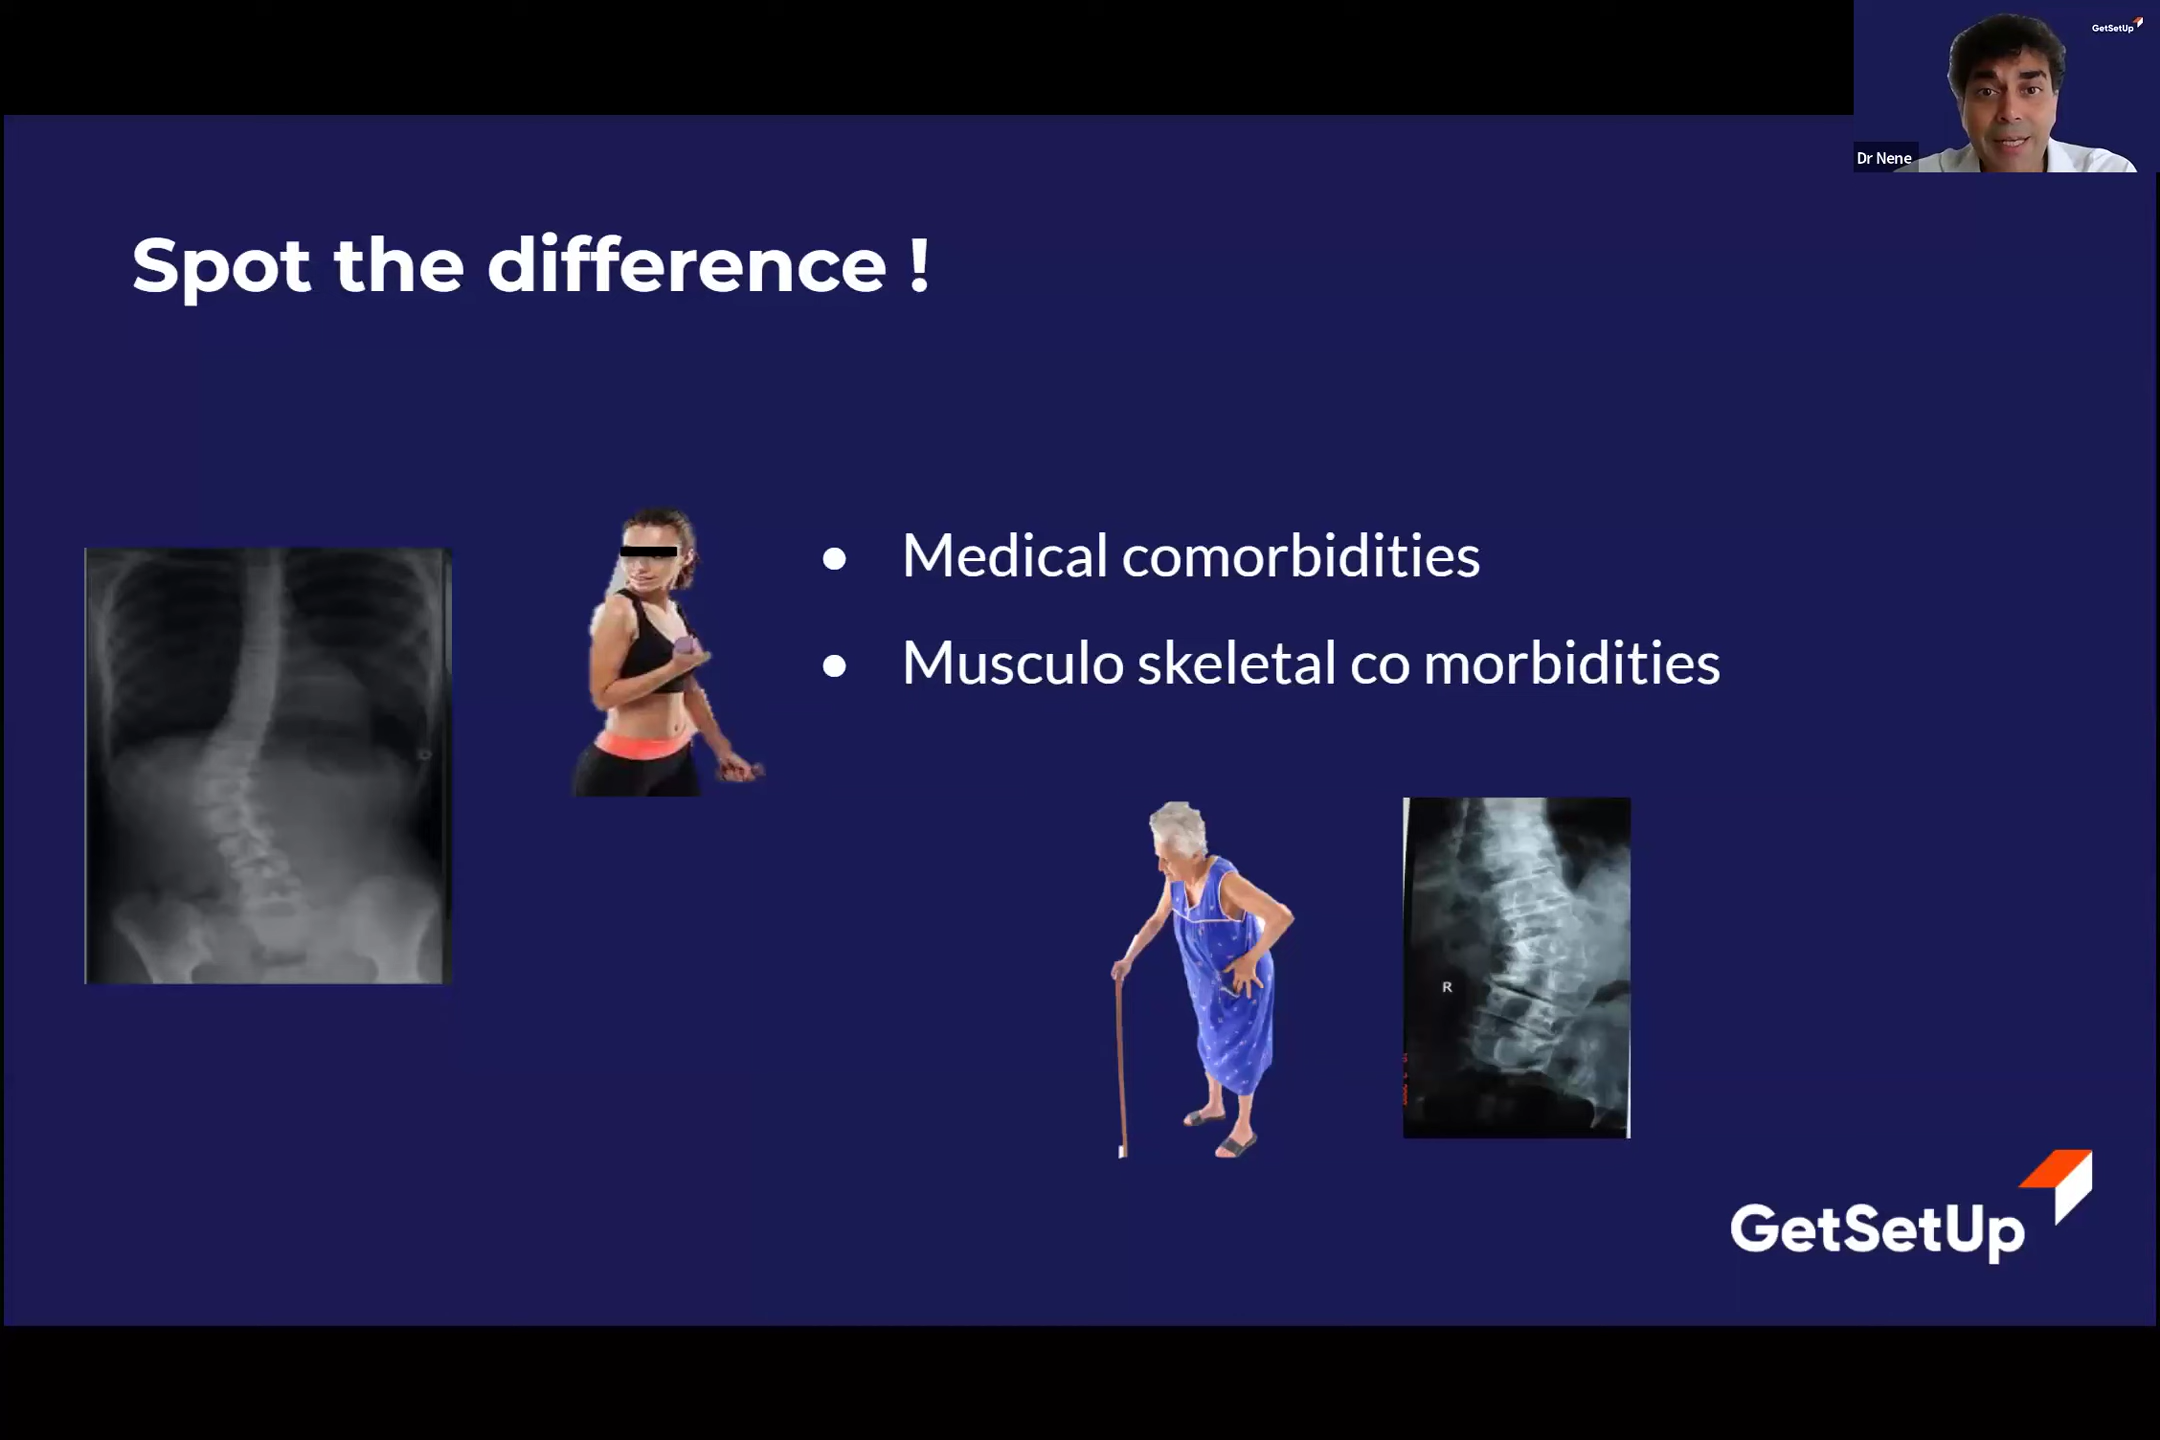 GetSetUp
Dr Nene
Spot the difference !
● Medical comorbidities
● Musculo skeletal co morbidities
R
GetSetUp